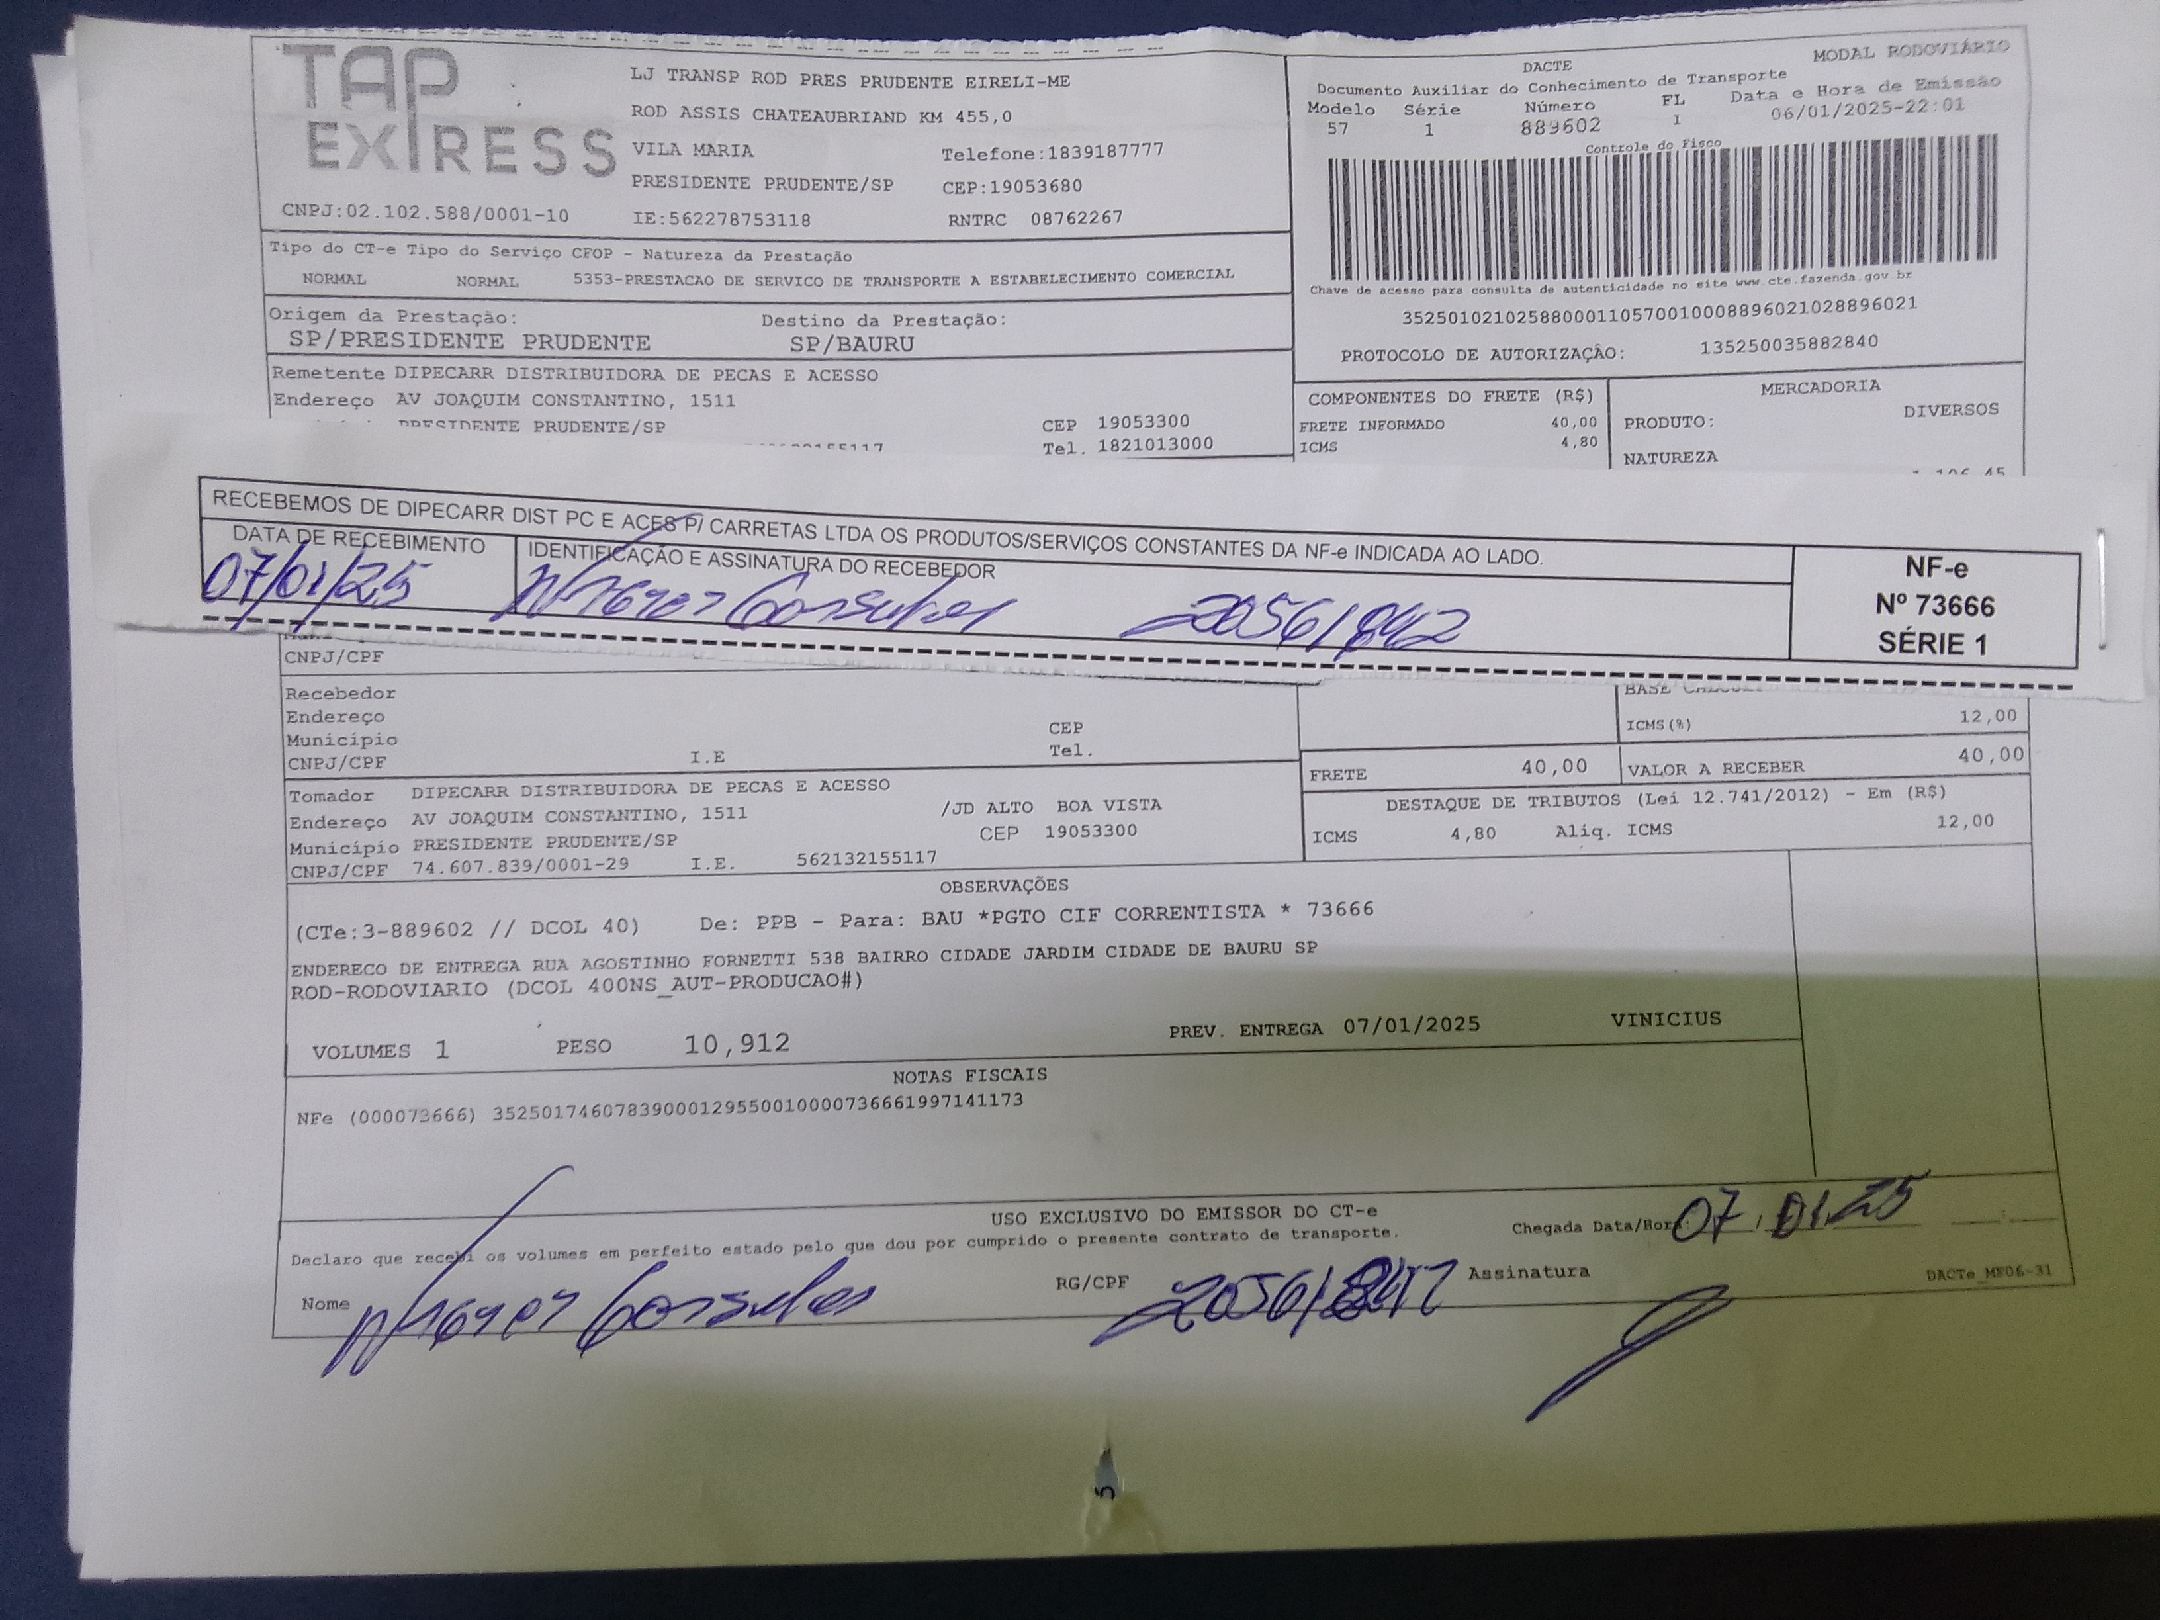 TAP EXPRESS
LJ TRANSP ROD PRES PRUDENTE EIRELI-ME
ROD ASSIS CHATEAUBRIAND KM 455,0
VILA MARIA Telefone:1839187777
PRESIDENTE PRUDENTE/SP CEP:19053680
CNPJ:02.102.588/0001-10 IE:562278753118 RNTRC 08762267
DACTE MODAL RODOVIÁRIO
Documento Auxiliar do Conhecimento de Transporte
Modelo Série Número FL Data e Hora de Emissão
57 1 889602 1 06/01/2025-22:01
Controle do Fisco
Chave de acesso para consulta de autenticidade no site www.cte.fazenda.gov.br
35250102102588000110570010008896021028896021
PROTOCOLO DE AUTORIZAÇÃO: 135250035882840
Tipo do CT-e Tipo do Serviço CFOP - Natureza da Prestação
NORMAL NORMAL 5353-PRESTACAO DE SERVICO DE TRANSPORTE A ESTABELECIMENTO COMERCIAL
Origem da Prestação: Destino da Prestação:
SP/PRESIDENTE PRUDENTE SP/BAURU
Remetente DIPECARR DISTRIBUIDORA DE PECAS E ACESSO
Endereço AV JOAQUIM CONSTANTINO, 1511
PRESIDENTE PRUDENTE/SP CEP 19053300
Tel. 1821013000
COMPONENTES DO FRETE (R$)
FRETE INFORMADO 40,00
ICMS 4,80
MERCADORIA
PRODUTO: DIVERSOS
NATUREZA
RECEBEMOS DE DIPECARR DIST PC E ACES P/ CARRETAS LTDA OS PRODUTOS/SERVIÇOS CONSTANTES DA NF-e INDICADA AO LADO.
DATA DE RECEBIMENTO IDENTIFICAÇÃO E ASSINATURA DO RECEBEDOR
07/01/25
NF-e
Nº 73666
SÉRIE 1
CNPJ/CPF
Recebedor
Endereço CEP
Município Tel.
CNPJ/CPF I.E
ICMS(%) 12,00
FRETE 40,00 VALOR A RECEBER 40,00
Tomador DIPECARR DISTRIBUIDORA DE PECAS E ACESSO
Endereço AV JOAQUIM CONSTANTINO, 1511 /JD ALTO BOA VISTA
Município PRESIDENTE PRUDENTE/SP CEP 19053300
CNPJ/CPF 74.607.839/0001-29 I.E. 562132155117
DESTAQUE DE TRIBUTOS (Lei 12.741/2012) - Em (R$)
ICMS 4,80 Aliq. ICMS 12,00
OBSERVAÇÕES
(CTe:3-889602 // DCOL 40) De: PPB - Para: BAU *PGTO CIF CORRENTISTA * 73666
ENDERECO DE ENTREGA RUA AGOSTINHO FORNETTI 538 BAIRRO CIDADE JARDIM CIDADE DE BAURU SP
ROD-RODOVIARIO (DCOL 400NS_AUT-PRODUCAO#)
VOLUMES 1 PESO 10,912 PREV. ENTREGA 07/01/2025 VINICIUS
NOTAS FISCAIS
NFe (000073666) 35250174607839000129550010000736661997141173
USO EXCLUSIVO DO EMISSOR DO CT-e
Declaro que recebi os volumes em perfeito estado pelo que dou por cumprido o presente contrato de transporte.
Chegada Data/Hora: 07/01.25
Nome RG/CPF Assinatura
DACTe_MF06-31